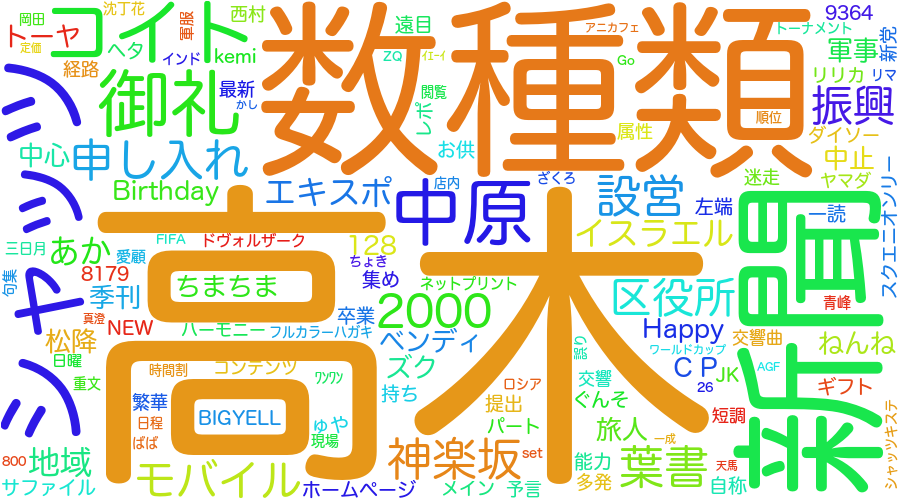 岡田
沈丁花
トーヤ
定価
コイト
西村
軍服
ヘタ
インド
kemi
経路
最新
かし
御礼
数種類
遠目
ZQ
イエーイ
アニカフェ
Go
閲覧
レポ
属性
お供
9364
トーナメント
新党
軍事
リリカ
リマ
振興
順位
ダイソー
中止
ヤマダ
迷走
シャッツ
中心
申し入れ
Birthday
エキスポ
中原
店内
ざくろ
設営
左端
一読
スクエニオンリー
新聞
三日月
あか
愛顧
FIFA
ドヴォルザーク
128
ちょき
集め
イスラエル
句集
8179
季刊
ちまちま
高木
2000
ネットプリント
区役所
青峰
真澄
NEW
松降
ハーモニー
卒業
フルカラーハガキ
ベンディ
Happy
交響曲
ねんね
日曜
重文
時間割
コンテンツ
ワンワン
ズク
持ち
誤り
ワールドカップ
CP
26
JK
AGF
ギフト
繁華
日程
ばば
BIGYELL
ゅや
現場
ロシア
提出
パート
交響
ぐんそ
短調
シャッツキステ
800
地域
サファイル
モバイル
ホームページ
神楽坂
set
メイン
予言
能力
多発
旅人
一成
葉書
天馬
自称